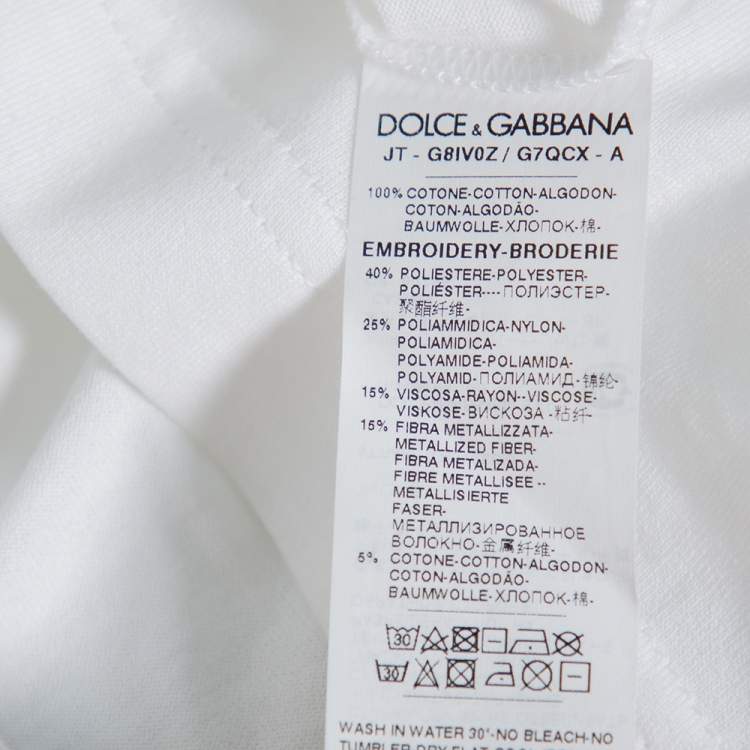 DOLCE & GABBANA
JT - G8IV0Z / G7QCX - A
100% COTONE-COTTON-ALGODON-
COTON-ALGODÃO-
BAUMWOLLE-ХЛОПОК-棉-
EMBROIDERY-BRODERIE
40% POLIESTERE-POLYESTER-
POLIÉSTER----ПОЛИЭСТЕР-
聚酯纤维-
25% POLIAMMIDICA-NYLON-
POLIAMIDICA-
POLYAMIDE-POLIAMIDA-
POLYAMID-ПОЛИАМИД-锦纶-
15% VISCOSA-RAYON--VISCOSE-
VISKOSE-ВИСКОЗА -粘纤-
15% FIBRA METALLIZZATA-
METALLIZED FIBER-
FIBRA METALIZADA-
FIBRE METALLISEE --
METALLISIERTE
FASER-
МЕТАЛЛИЗИРОВАННОЕ
ВОЛОКНО-金属纤维-
5% COTONE-COTTON-ALGODON-
COTON-ALGODÃO-
BAUMWOLLE-ХЛОПОК-棉-
30
30
WASH IN WATER 30°-NO BLEACH-NO
TUMBLER DRY FLAT